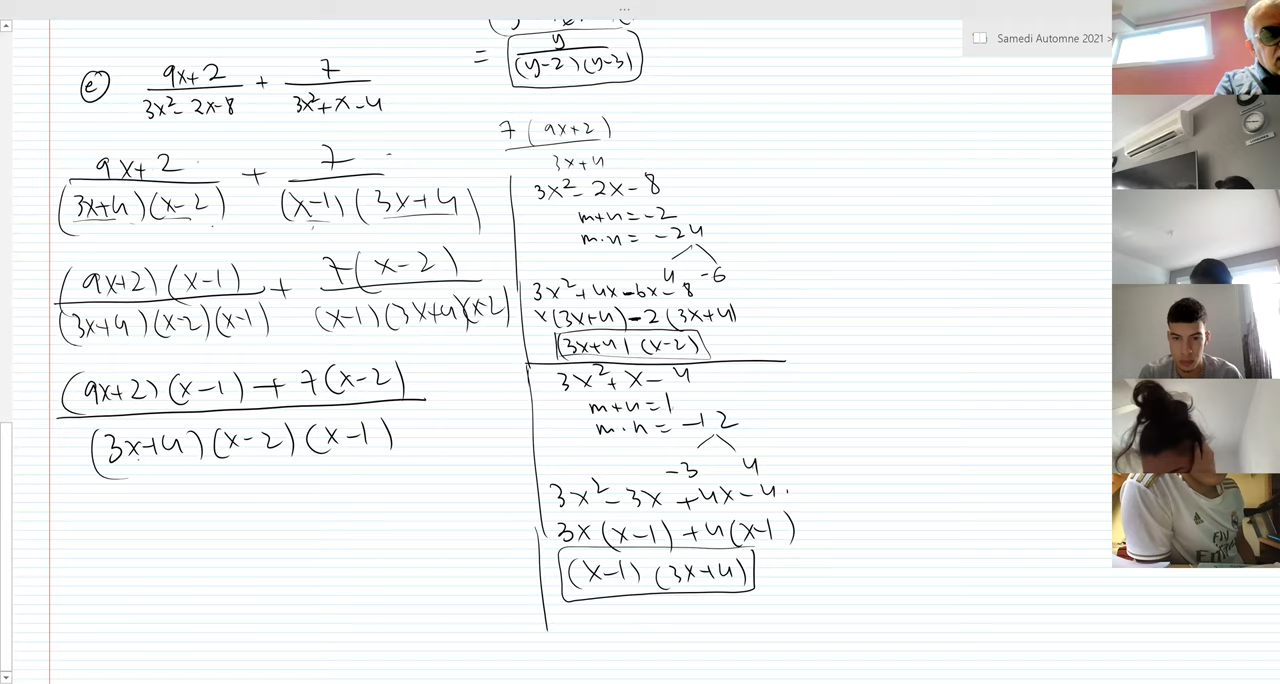 ...
Samedi Automne 2021 >
y
= (y-2)(y-3)
e) (9x+2)/(3x²-2x-8) + 7/(3x²+x-4)
(9x+2)/((3x+4)(x-2)) + 7/((x-1)(3x+4))
((9x+2)(x-1))/((3x+4)(x-2)(x-1)) + (7(x-2))/((x-1)(3x+4)(x-2))
((9x+2)(x-1)+7(x-2))/((3x+4)(x-2)(x-1))
7(9x+2)
3x+4
3x²-2x-8
m+n=-2
m·n=-24
4 -6
3x²+4x-6x-8
x(3x+4)-2(3x+4)
(3x+4)(x-2)
3x²+x-4
m+n=1
m.n=-12
-3 4
3x²-3x+4x-4.
3x(x-1)+4(x-1)
(x-1)(3x+4)